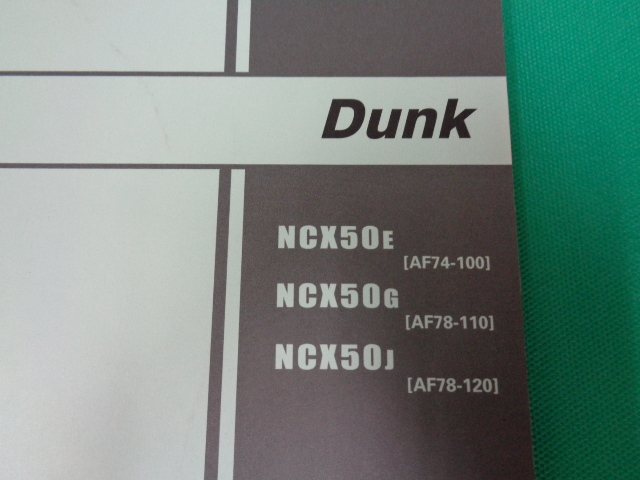 Dunk
NCX50E
[AF74-100]
NCX50G
[AF78-110]
NCX50J
[AF78-120]